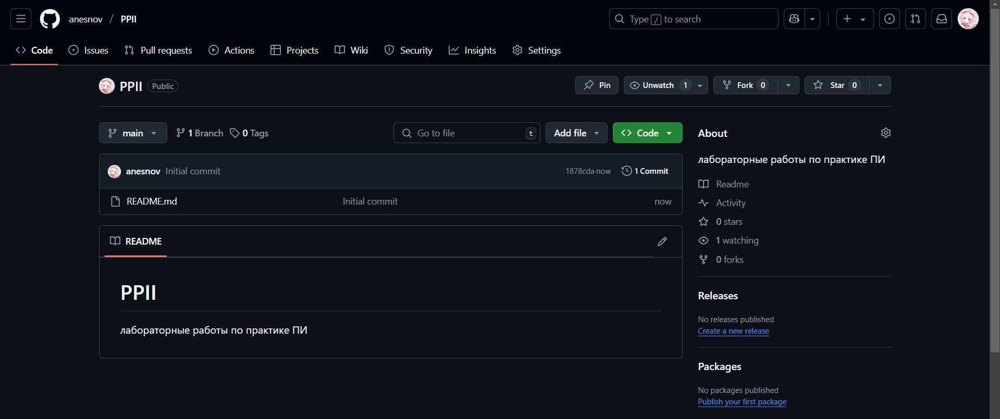 anesnov / PPII
Type / to search
Code Issues Pull requests Actions Projects Wiki Security Insights Settings
PPII Public
Pin Unwatch 1 Fork 0 Star 0
main 1 Branch 0 Tags Go to file t Add file Code
anesnov Initial commit 1878cda·now 1 Commit
README.md Initial commit now
README
PPII
лабораторные работы по практике ПИ
About
лабораторные работы по практике ПИ
Readme
Activity
0 stars
1 watching
0 forks
Releases
No releases published
Create a new release
Packages
No packages published
Publish your first package